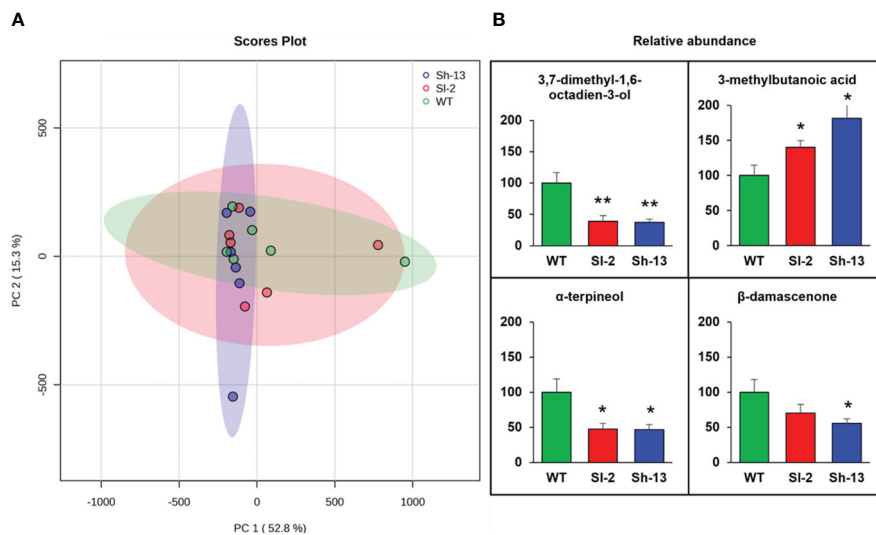 A
Scores Plot
Sh-13
Sl-2
WT
500
0
-500
PC 2 ( 15.3 %)
-1000
-500
0
500
1000
PC 1 ( 52.8 %)
B
Relative abundance
3,7-dimethyl-1,6-
octadien-3-ol
200
150
100
50
0
**
**
WT
Sl-2
Sh-13
3-methylbutanoic acid
200
150
100
50
0
*
*
WT
Sl-2
Sh-13
α-terpineol
200
150
100
50
0
*
*
WT
Sl-2
Sh-13
β-damascenone
200
150
100
50
0
*
WT
Sl-2
Sh-13